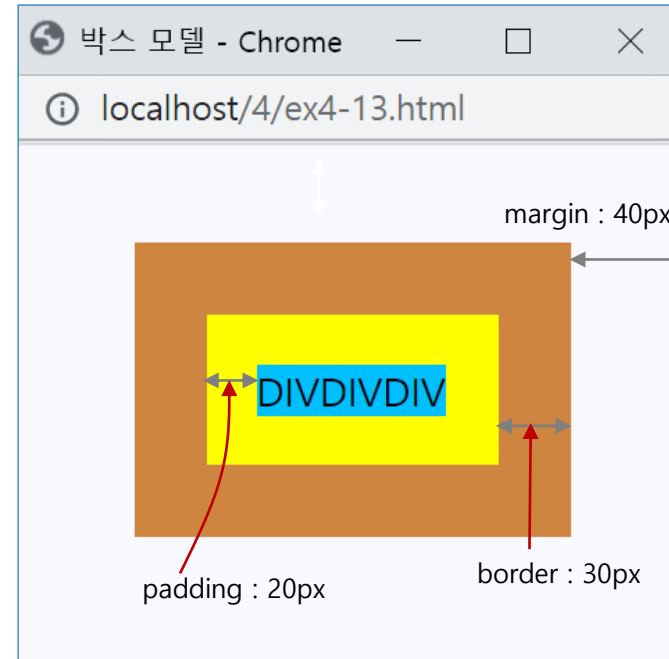 박스 모델 - Chrome
localhost/4/ex4-13.html
margin : 40px
DIVDIVDIV
border : 30px
padding : 20px